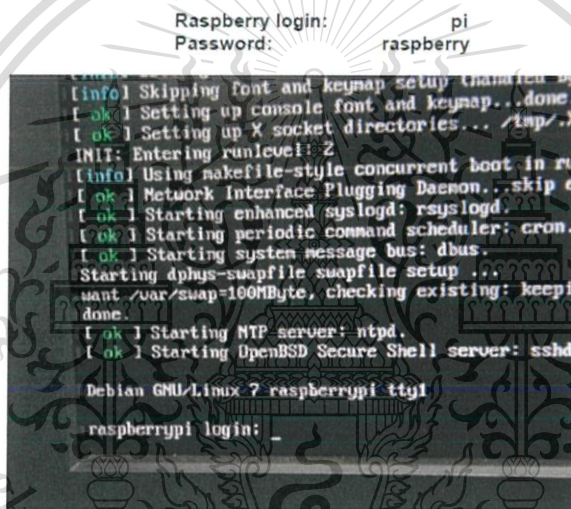 Raspberry login: pi
Password: raspberry
[info] Skipping font and keymap setup (handled
[ ok ] Setting up console font and keymap...done
[ ok ] Setting up X socket directories... /tmp/.X
INIT: Entering runlevel: 2
[info] Using makefile-style concurrent boot in ru
[ ok ] Network Interface Plugging Daemon...skip e
[ ok ] Starting enhanced syslogd: rsyslogd.
[ ok ] Starting periodic command scheduler: cron.
[ ok ] Starting system message bus: dbus.
Starting dphys-swapfile swapfile setup ...
want /var/swap=100MByte, checking existing: keepi
done.
[ ok ] Starting NTP server: ntpd.
[ ok ] Starting OpenBSD Secure Shell server: sshd
Debian GNU/Linux 7 raspberrypi tty1
raspberrypi login: _